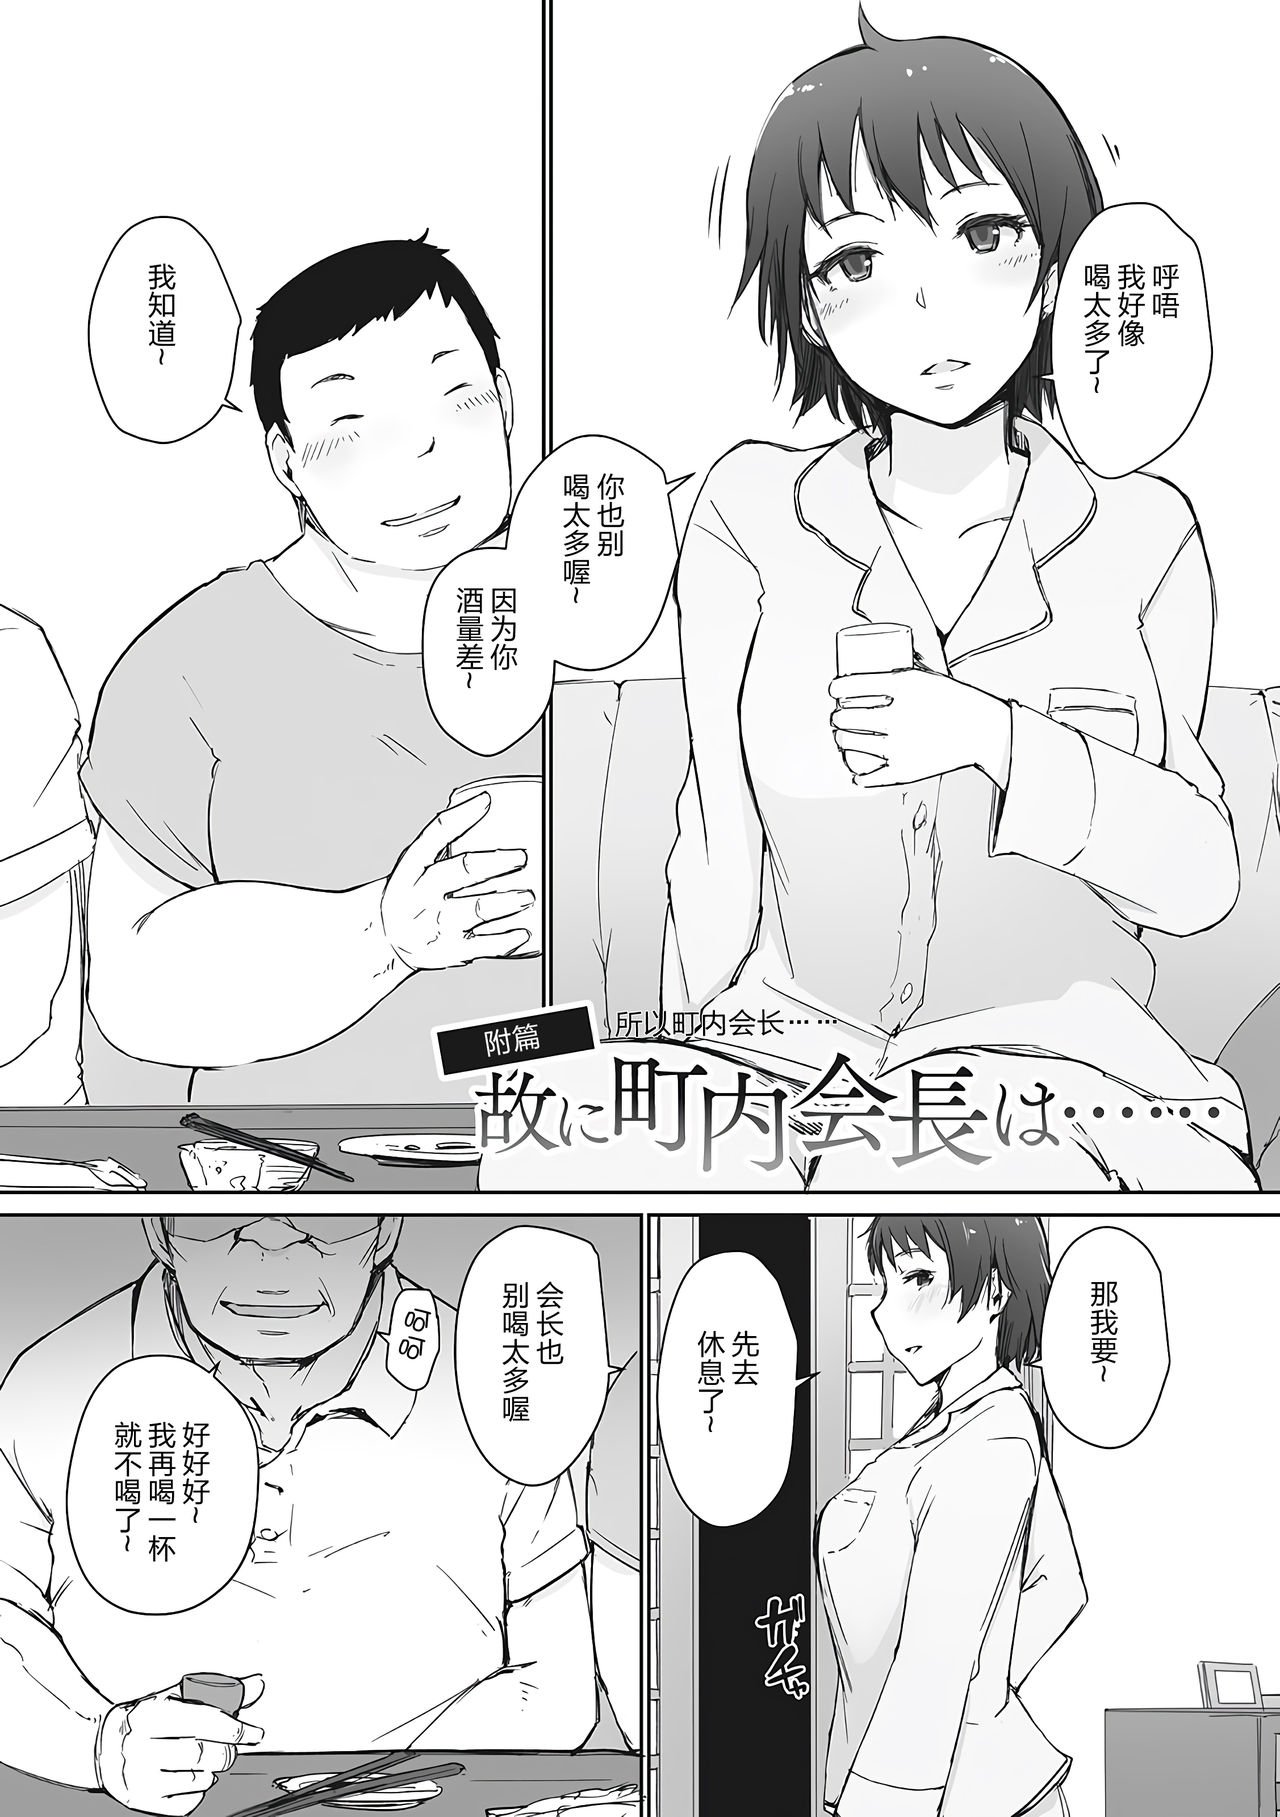 呼唔
我好像
喝太多了~
你也别
喝太多喔~
因为你
酒量差~
我知道~
附篇
所以町内会长……
故に町内会長は……
那我要~
先去
休息了~
ガチャ
会长也
别喝太多喔
呵呵
好好好~
我再喝一杯
就不喝了~